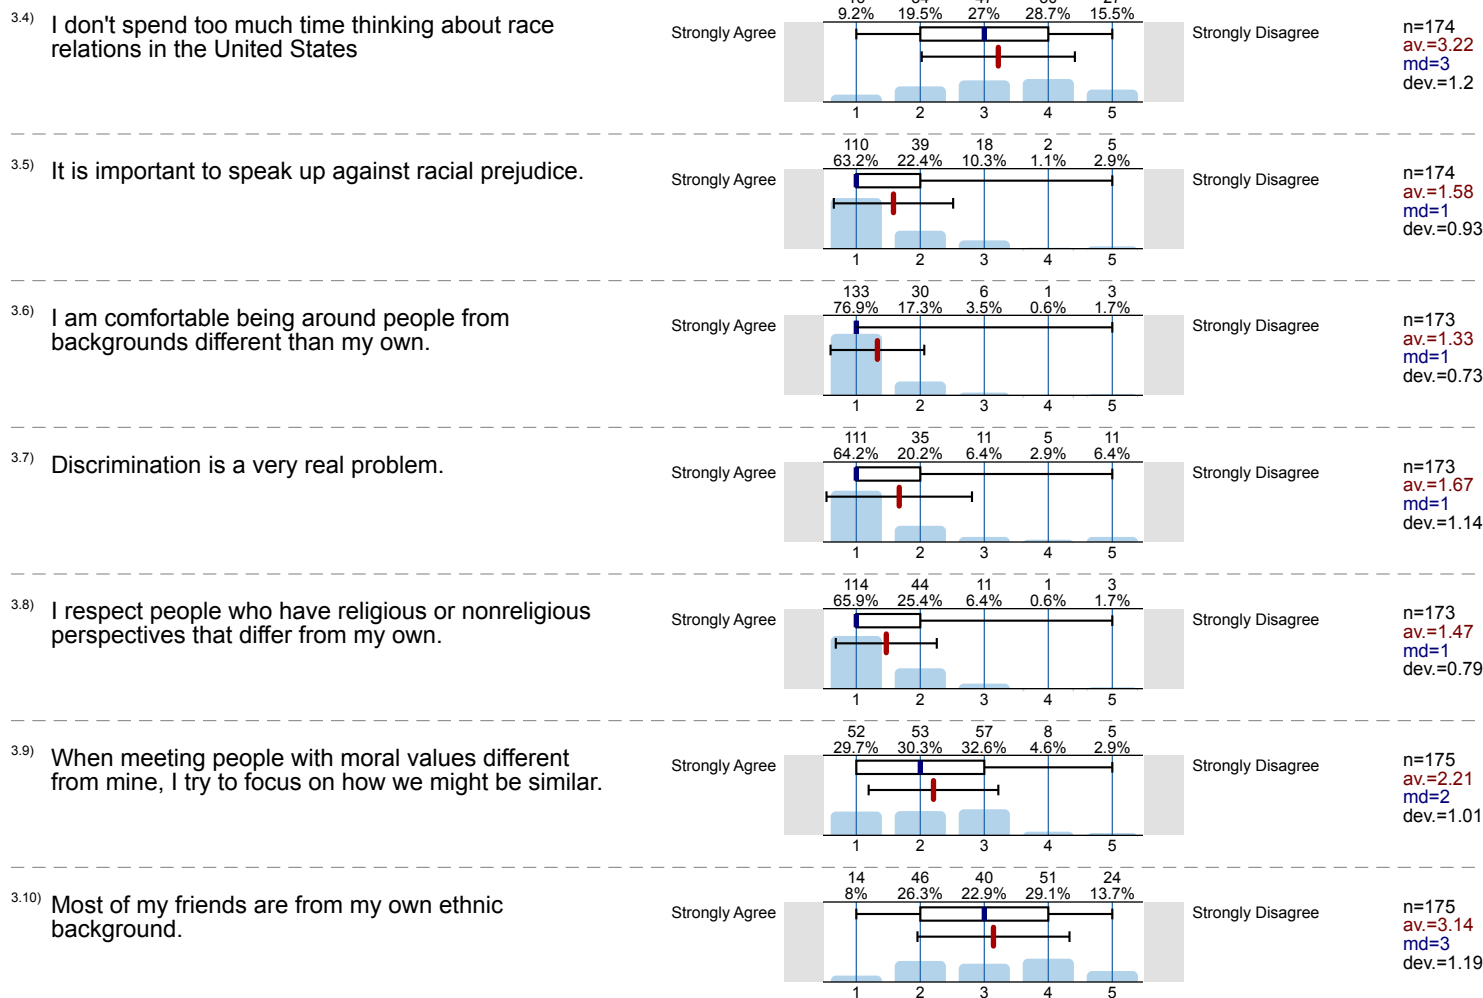 3.4) I don't spend too much time thinking about race
relations in the United States
9.2% 19.5% 27% 28.7% 15.5%
Strongly Agree Strongly Disagree
n=174
av.=3.22
md=3
dev.=1.2
1 2 3 4 5
3.5) It is important to speak up against racial prejudice.
110 39 18 2 5
63.2% 22.4% 10.3% 1.1% 2.9%
Strongly Agree Strongly Disagree
n=174
av.=1.58
md=1
dev.=0.93
1 2 3 4 5
3.6) I am comfortable being around people from
backgrounds different than my own.
133 30 6 1 3
76.9% 17.3% 3.5% 0.6% 1.7%
Strongly Agree Strongly Disagree
n=173
av.=1.33
md=1
dev.=0.73
1 2 3 4 5
3.7) Discrimination is a very real problem.
111 35 11 5 11
64.2% 20.2% 6.4% 2.9% 6.4%
Strongly Agree Strongly Disagree
n=173
av.=1.67
md=1
dev.=1.14
1 2 3 4 5
3.8) I respect people who have religious or nonreligious
perspectives that differ from my own.
114 44 11 1 3
65.9% 25.4% 6.4% 0.6% 1.7%
Strongly Agree Strongly Disagree
n=173
av.=1.47
md=1
dev.=0.79
1 2 3 4 5
3.9) When meeting people with moral values different
from mine, I try to focus on how we might be similar.
52 53 57 8 5
29.7% 30.3% 32.6% 4.6% 2.9%
Strongly Agree Strongly Disagree
n=175
av.=2.21
md=2
dev.=1.01
1 2 3 4 5
3.10) Most of my friends are from my own ethnic
background.
14 46 40 51 24
8% 26.3% 22.9% 29.1% 13.7%
Strongly Agree Strongly Disagree
n=175
av.=3.14
md=3
dev.=1.19
1 2 3 4 5